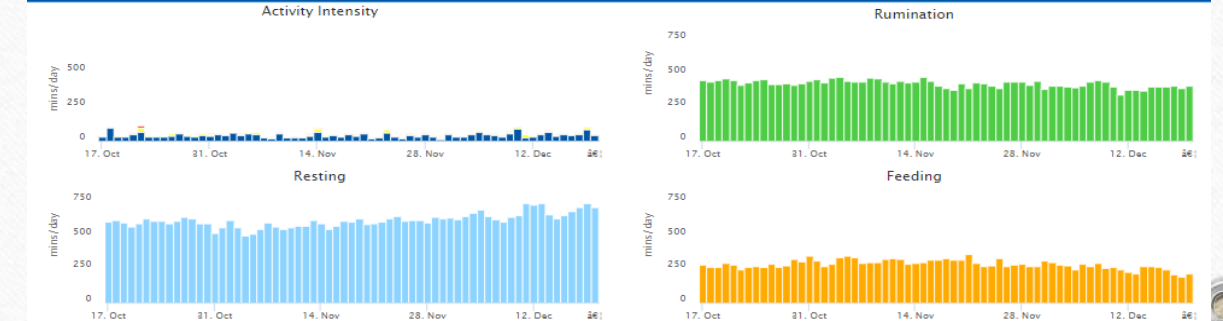 Activity Intensity
mins/day
500
250
0
17. Oct 31. Oct 14. Nov 28. Nov 12. Dec â€¦
Rumination
mins/day
750
500
250
0
17. Oct 31. Oct 14. Nov 28. Nov 12. Dec â€¦
Resting
mins/day
750
500
250
0
17. Oct 31. Oct 14. Nov 28. Nov 12. Dec â€¦
Feeding
mins/day
750
500
250
0
17. Oct 31. Oct 14. Nov 28. Nov 12. Dec â€¦